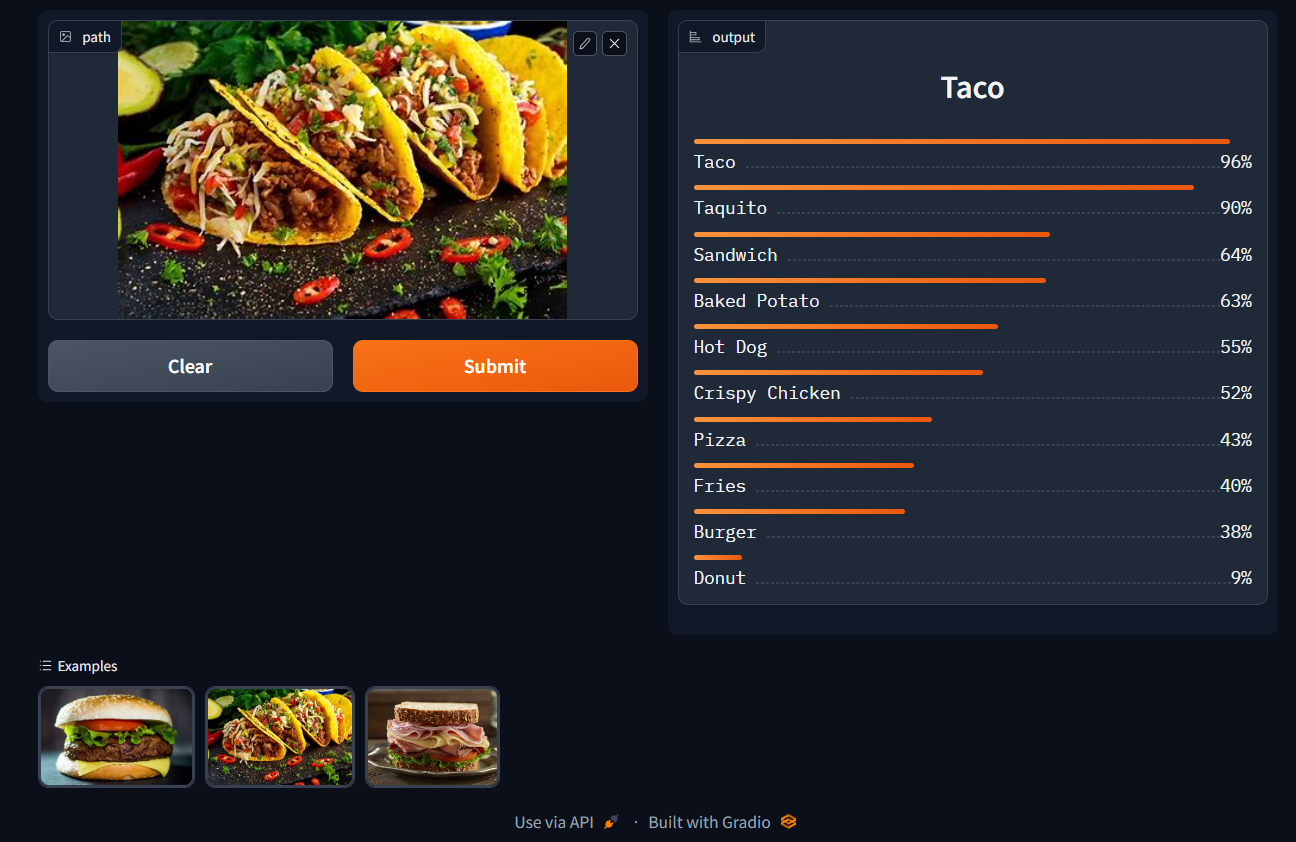 path
Clear
Submit
output
Taco
Taco 96%
Taquito 90%
Sandwich 64%
Baked Potato 63%
Hot Dog 55%
Crispy Chicken 52%
Pizza 43%
Fries 40%
Burger 38%
Donut 9%
Examples
Use via API · Built with Gradio